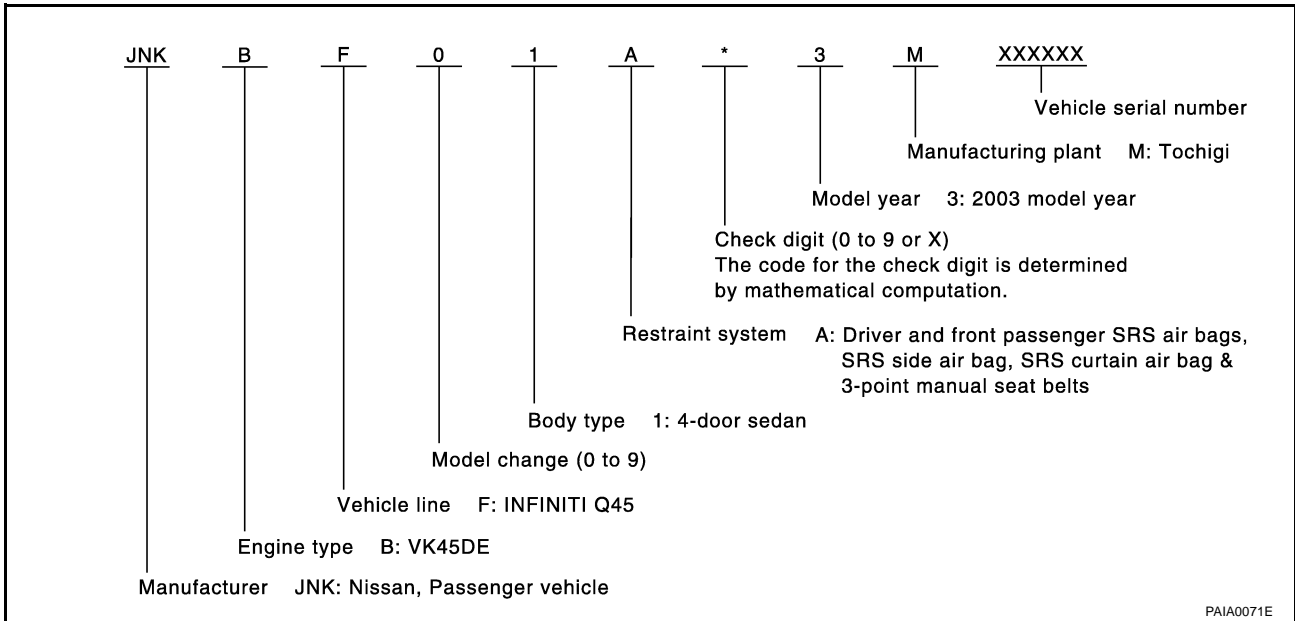 JNK B F 0 1 A * 3 M XXXXXX
Vehicle serial number
Manufacturing plant M: Tochigi
Model year 3: 2003 model year
Check digit (0 to 9 or X)
The code for the check digit is determined
by mathematical computation.
Restraint system A: Driver and front passenger SRS air bags,
SRS side air bag, SRS curtain air bag &
3-point manual seat belts
Body type 1: 4-door sedan
Model change (0 to 9)
Vehicle line F: INFINITI Q45
Engine type B: VK45DE
Manufacturer JNK: Nissan, Passenger vehicle
PAIA0071E